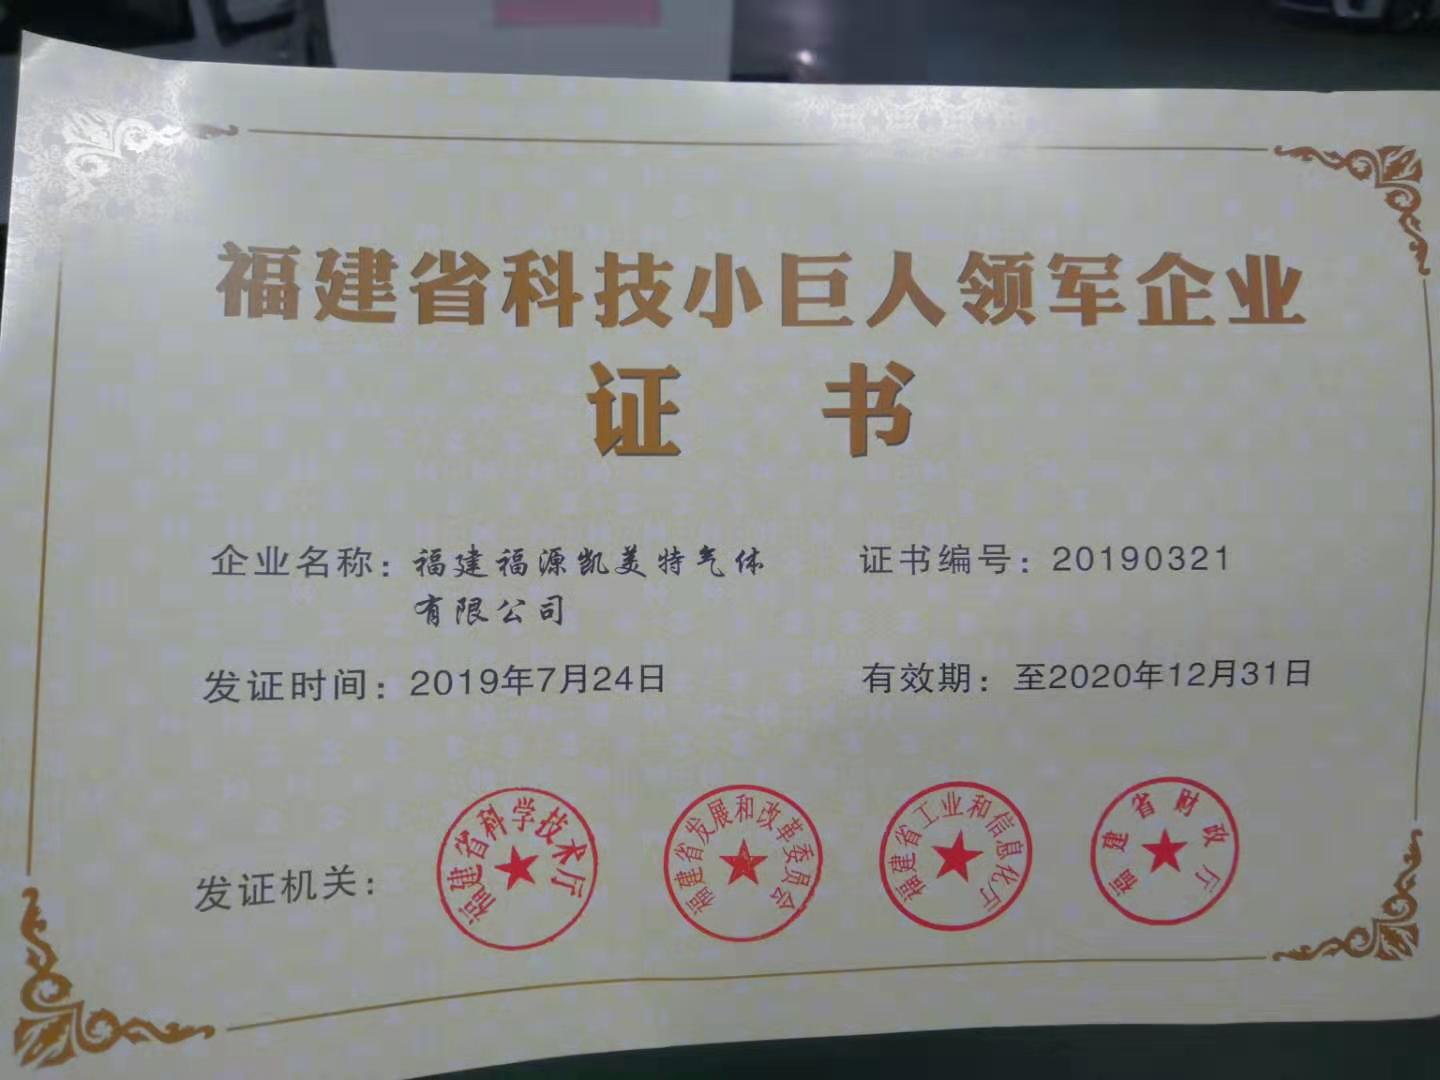 福建省科技小巨人领军企业
证 书
企业名称：福建福源凯美特气体 证书编号：20190321
有限公司
发证时间：2019年7月24日 有效期：至2020年12月31日
发证机关：
福建省科学技术厅
福建省发展和改革委员会
福建省工业和信息化厅
福建省财政厅